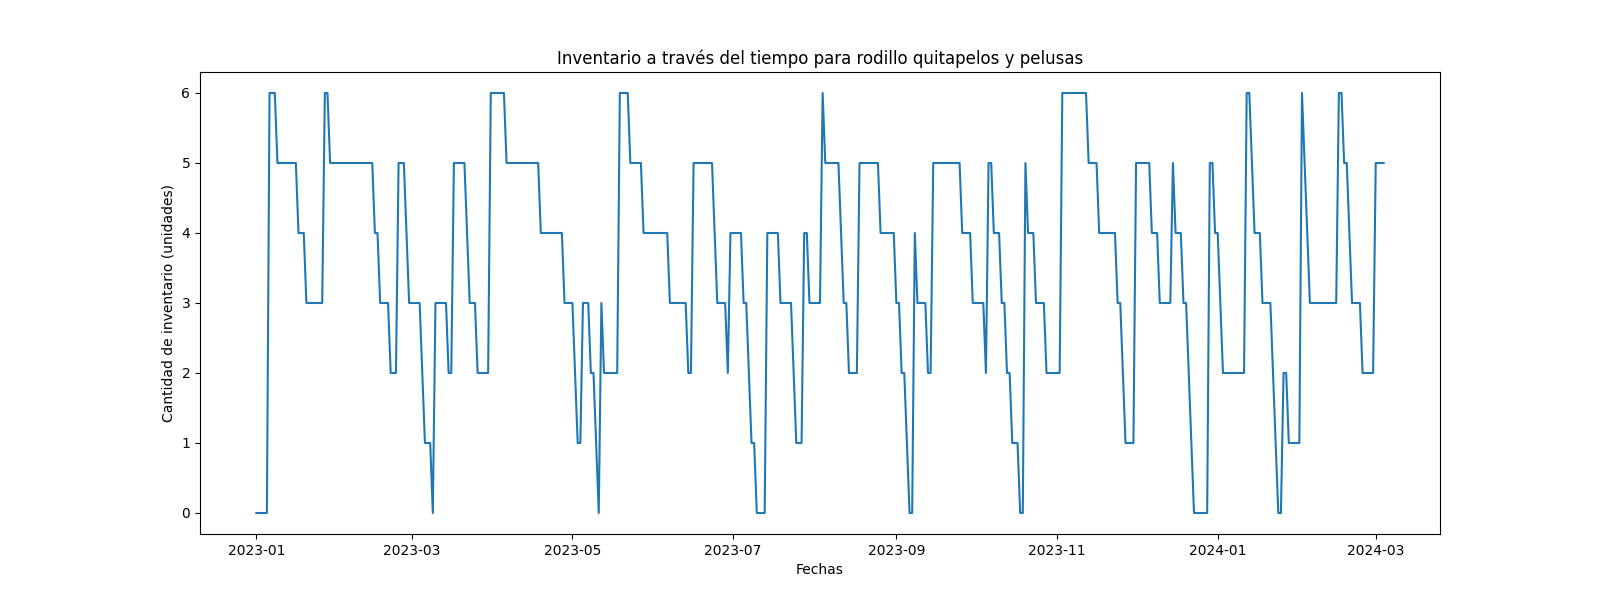 Inventario a través del tiempo para rodillo quitapelos y pelusas
Cantidad de inventario (unidades)
6
5
4
3
2
1
0
2023-01 2023-03 2023-05 2023-07 2023-09 2023-11 2024-01 2024-03
Fechas